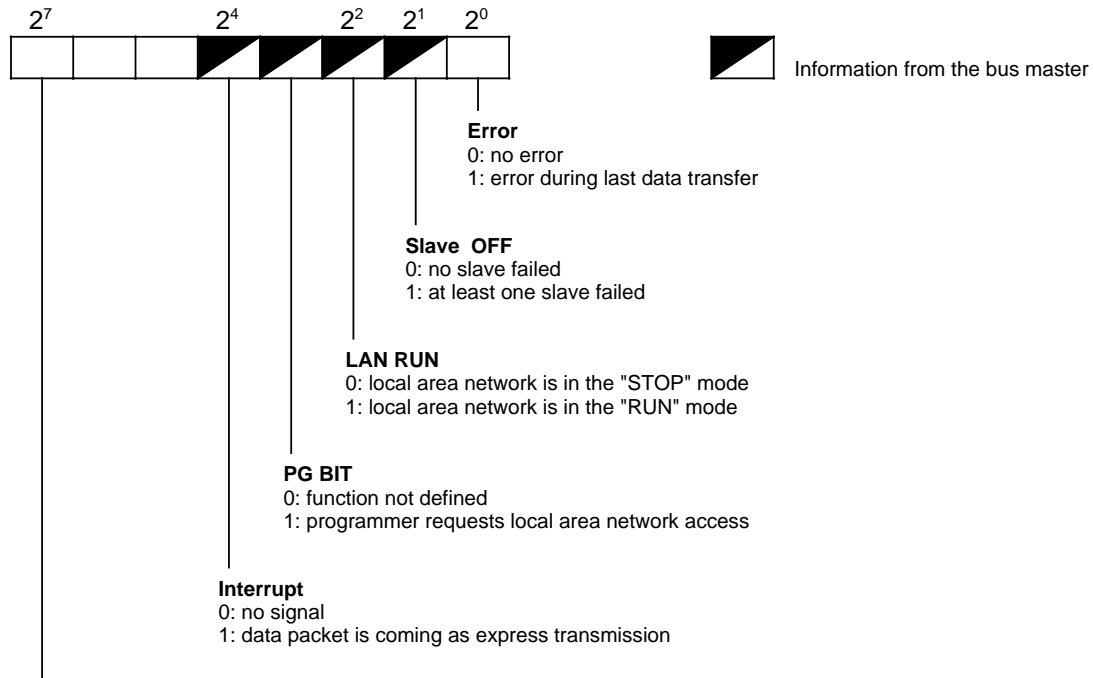 2⁷ 2⁴ 2² 2¹ 2⁰
Information from the bus master
Error
0: no error
1: error during last data transfer
Slave OFF
0: no slave failed
1: at least one slave failed
LAN RUN
0: local area network is in the "STOP" mode
1: local area network is in the "RUN" mode
PG BIT
0: function not defined
1: programmer requests local area network access
Interrupt
0: no signal
1: data packet is coming as express transmission